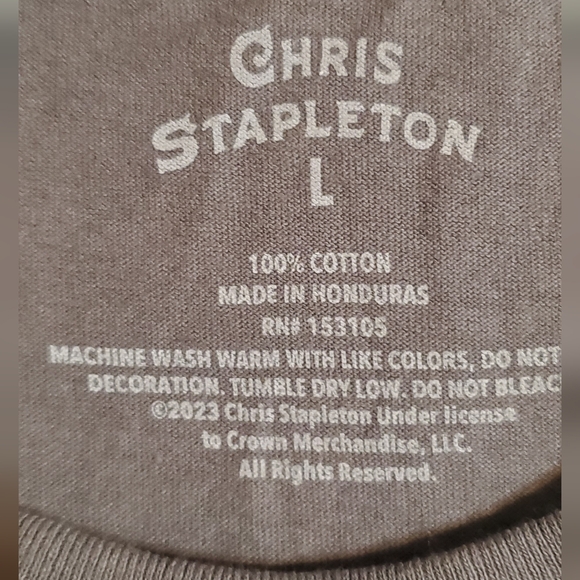 CHRIS
STAPLETON
L
100% COTTON
MADE IN HONDURAS
RN# 153105
MACHINE WASH WARM WITH LIKE COLORS, DO NOT
DECORATION. TUMBLE DRY LOW. DO NOT BLEAC
©2023 Chris Stapleton Under license
to Crown Merchandise, LLC.
All Rights Reserved.